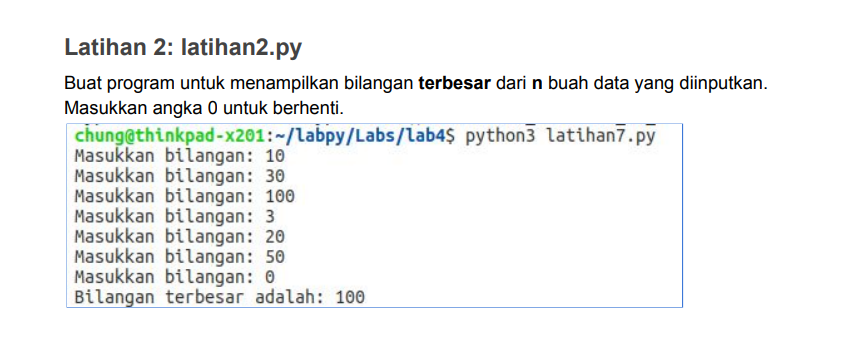 Latihan 2: latihan2.py
Buat program untuk menampilkan bilangan terbesar dari n buah data yang diinputkan.
Masukkan angka 0 untuk berhenti.
chung@thinkpad-x201:~/labpy/Labs/lab4$ python3 latihan7.py
Masukkan bilangan: 10
Masukkan bilangan: 30
Masukkan bilangan: 100
Masukkan bilangan: 3
Masukkan bilangan: 20
Masukkan bilangan: 50
Masukkan bilangan: 0
Bilangan terbesar adalah: 100